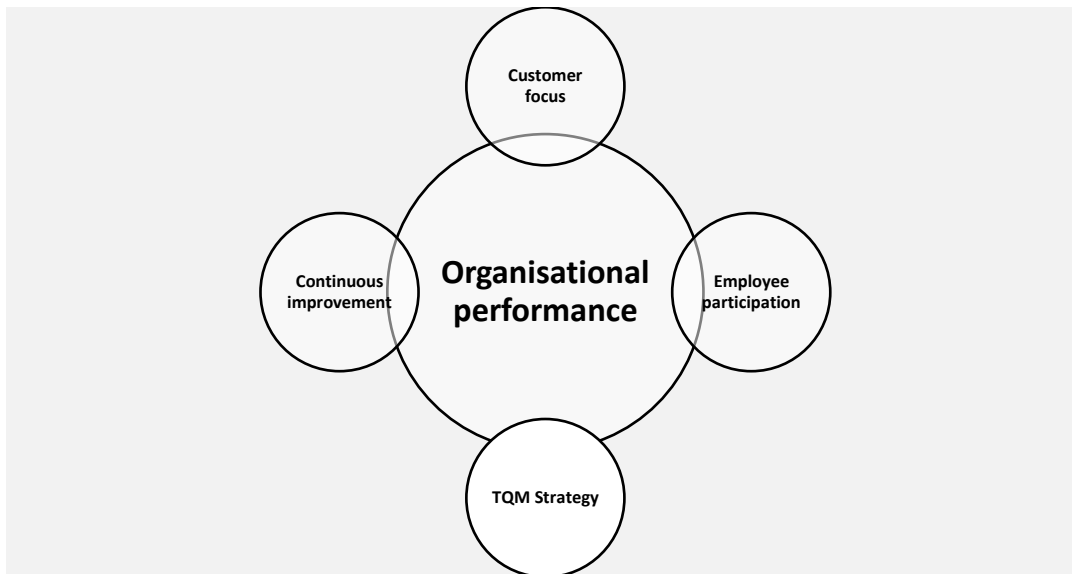 Customer
focus
Continuous
improvement
Organisational
performance
Employee
participation
TQM Strategy